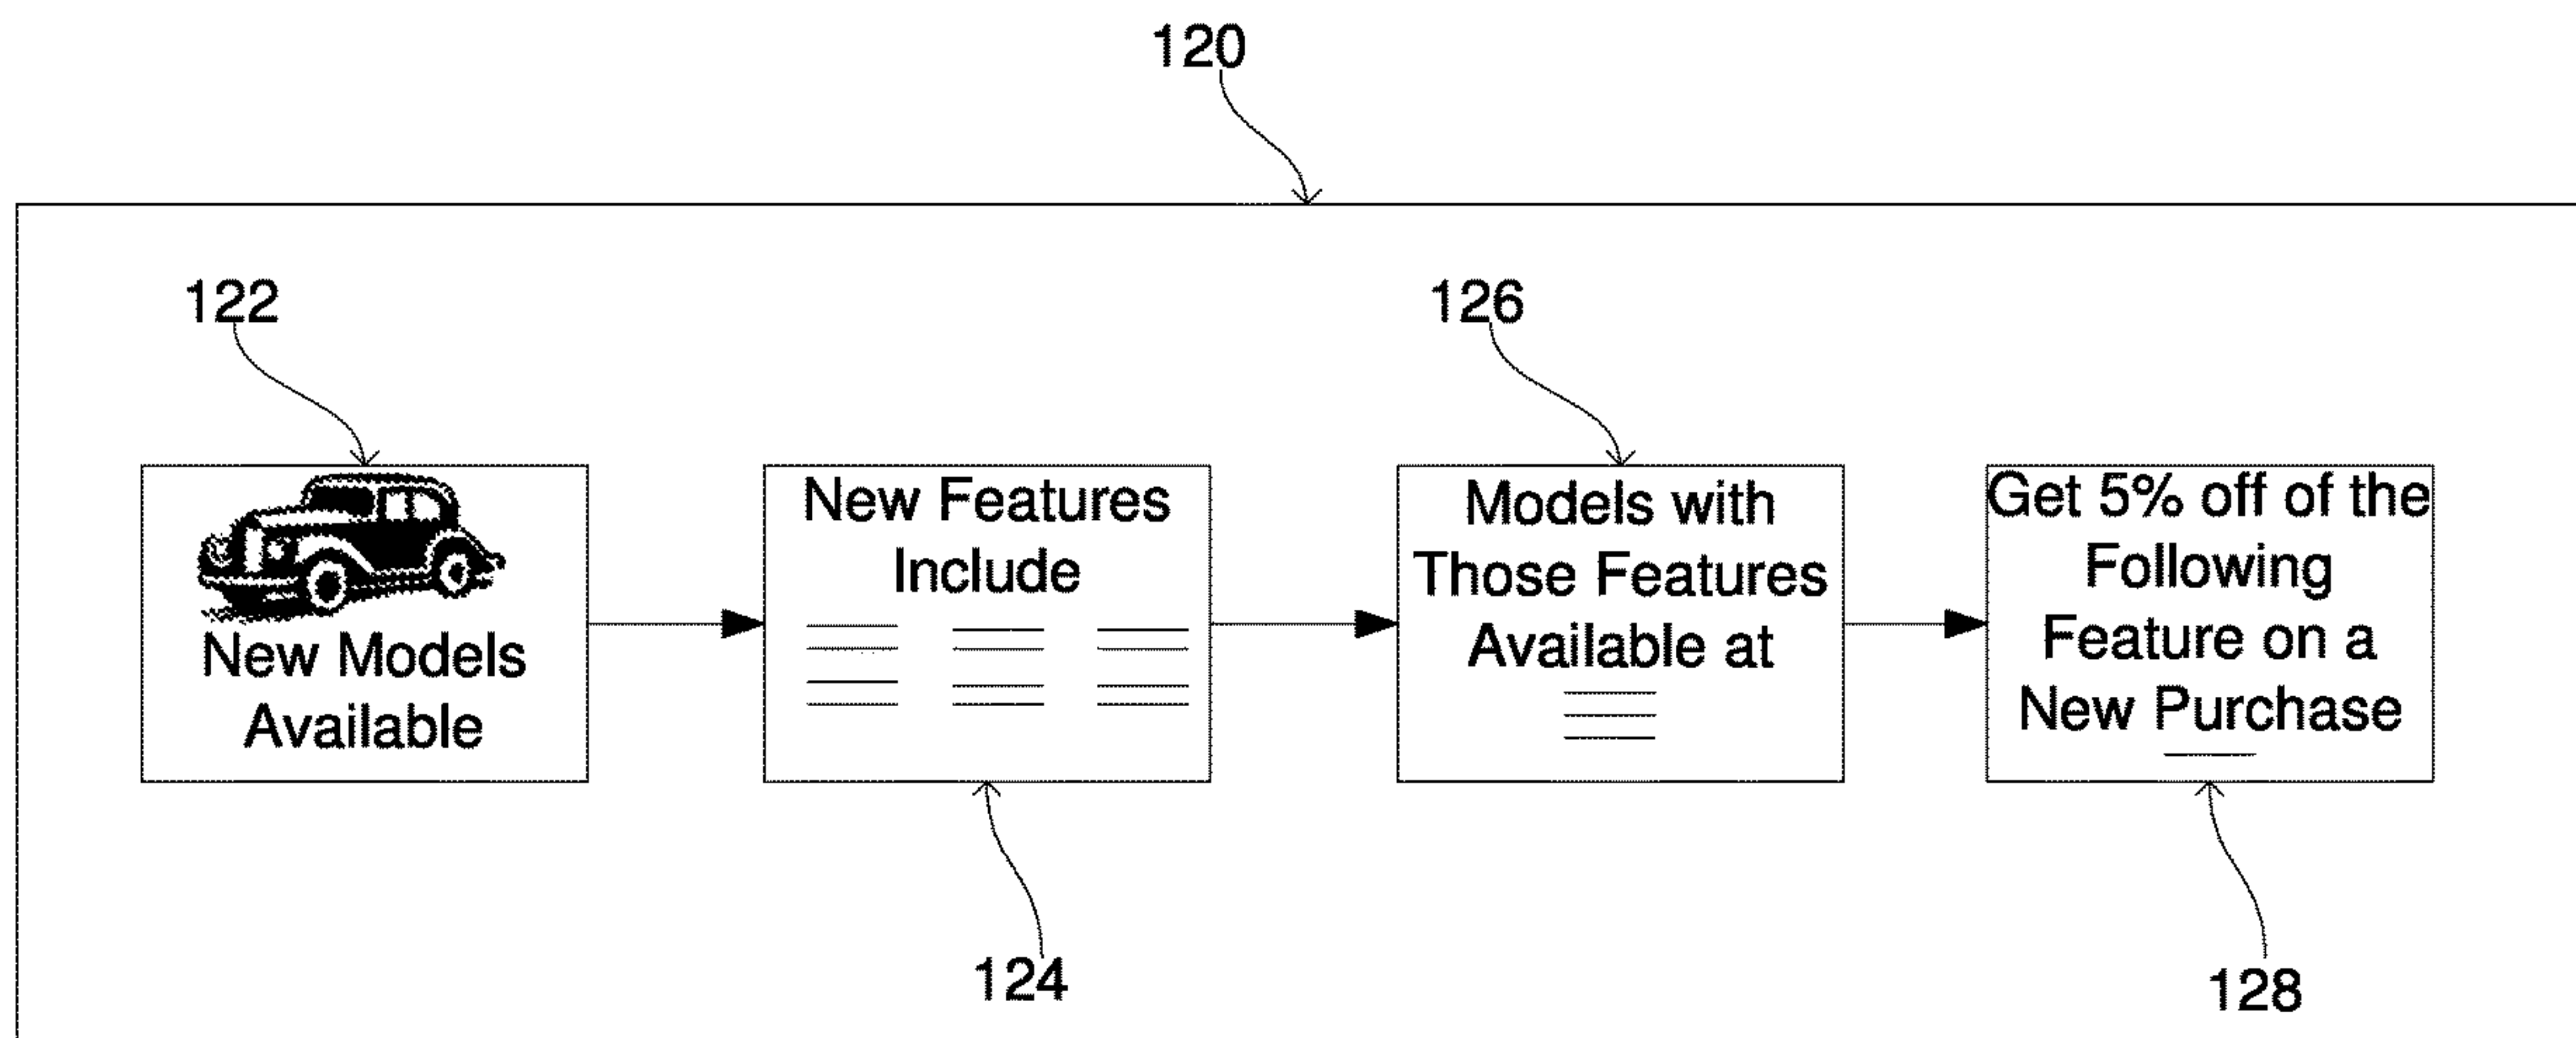 120
122
126
New Models
Available
New Features
Include
Models with
Those Features
Available at
Get 5% off of the
Following
Feature on a
New Purchase
124
128